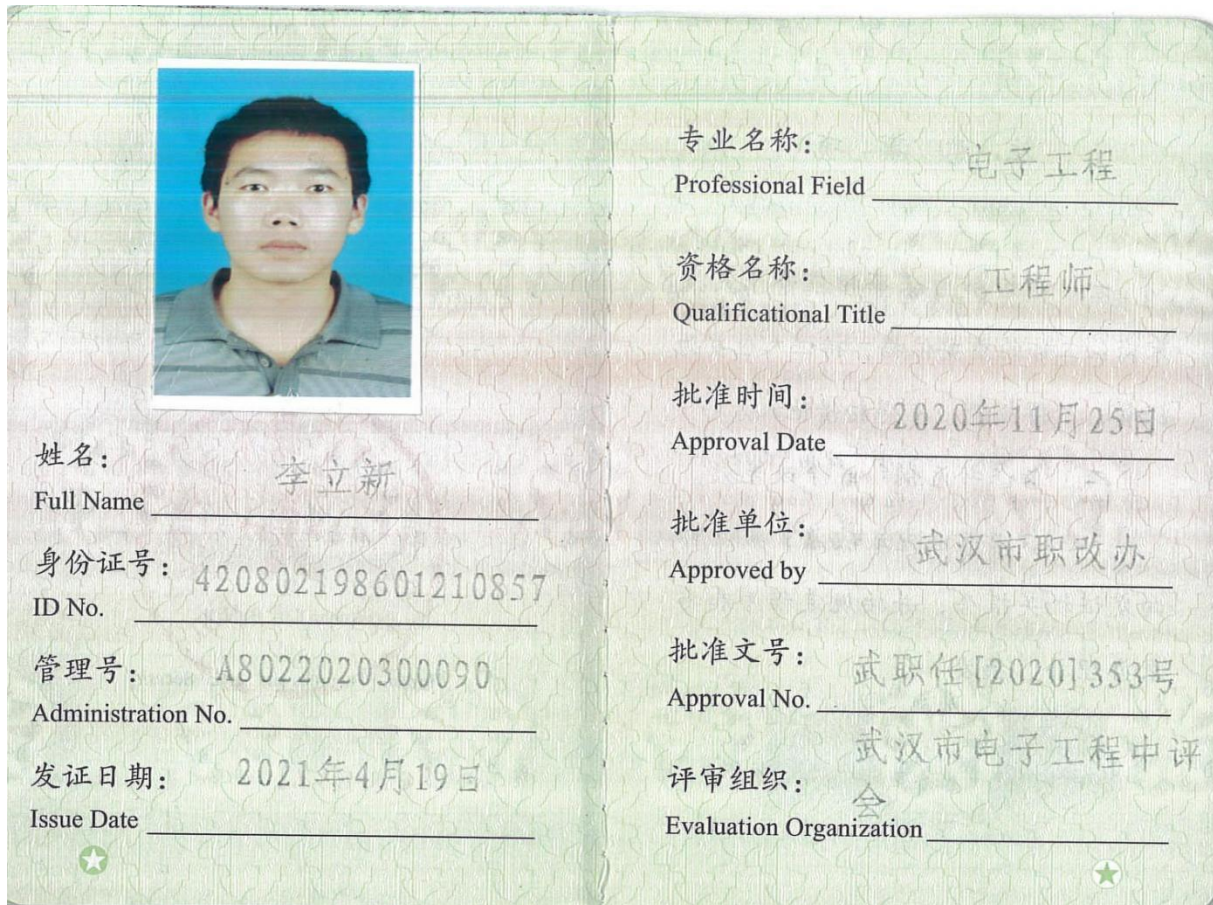 姓名：
李立新
Full Name
身份证号：
420802198601210857
ID No.
管理号：
A8022020300090
Administration No.
发证日期：
2021年4月19日
Issue Date
专业名称：
电子工程
Professional Field
资格名称：
工程师
Qualificational Title
批准时间：
2020年11月25日
Approval Date
批准单位：
武汉市职改办
Approved by
批准文号：
武职任[2020]353号
Approval No.
武汉市电子工程中评
评审组织：
会
Evaluation Organization